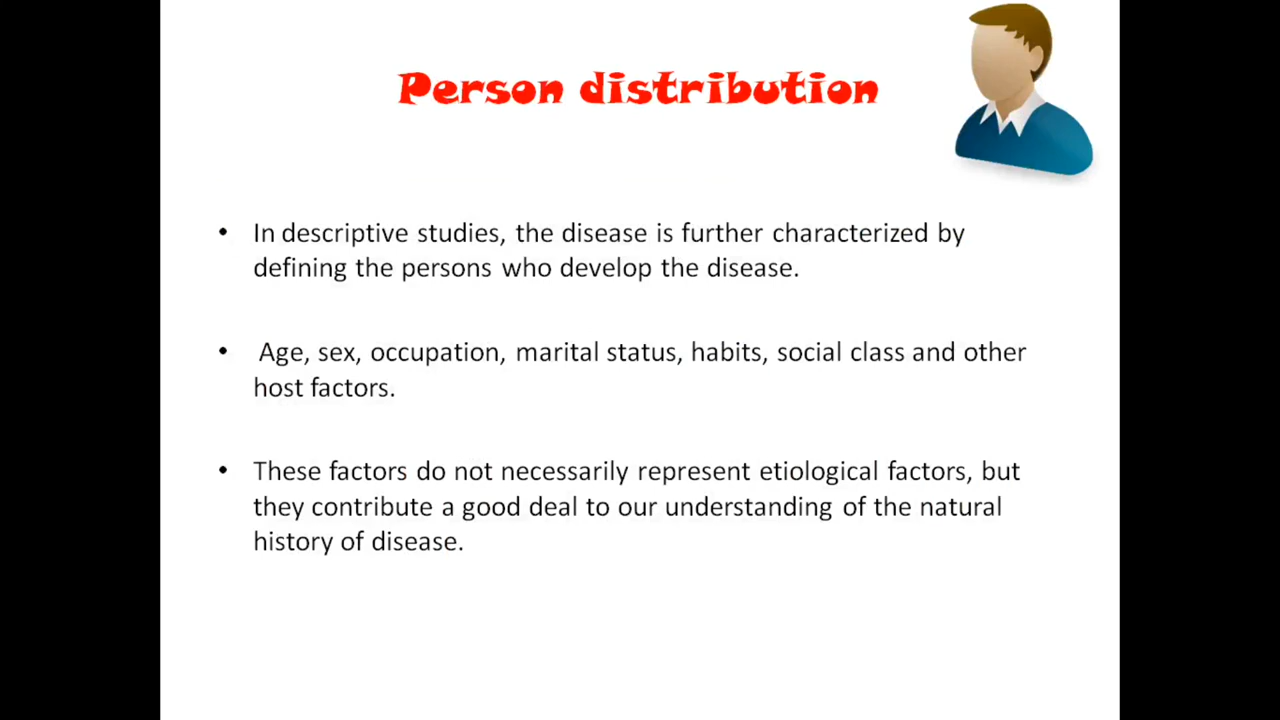 Person distribution
• In descriptive studies, the disease is further characterized by
defining the persons who develop the disease.
• Age, sex, occupation, marital status, habits, social class and other
host factors.
• These factors do not necessarily represent etiological factors, but
they contribute a good deal to our understanding of the natural
history of disease.